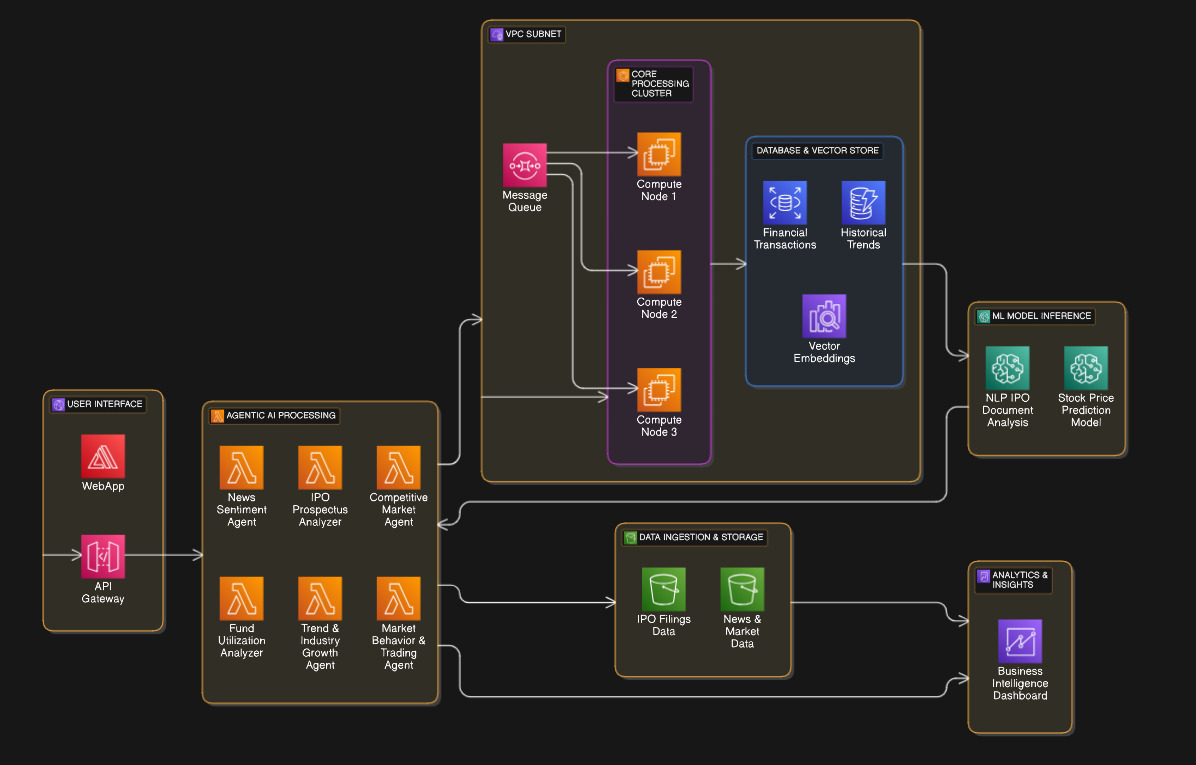 VPC SUBNET
CORE
PROCESSING
CLUSTER
Message
Queue
Compute
Node 1
Compute
Node 2
Compute
Node 3
DATABASE & VECTOR STORE
Financial
Transactions
Historical
Trends
Vector
Embeddings
ML MODEL INFERENCE
NLP IPO
Document
Analysis
Stock Price
Prediction
Model
USER INTERFACE
WebApp
API
Gateway
AGENTIC AI PROCESSING
News
Sentiment
Agent
IPO
Prospectus
Analyzer
Competitive
Market
Agent
Fund
Utilization
Analyzer
Trend &
Industry
Growth
Agent
Market
Behavior &
Trading
Agent
DATA INGESTION & STORAGE
IPO Filings
Data
News &
Market
Data
ANALYTICS &
INSIGHTS
Business
Intelligence
Dashboard